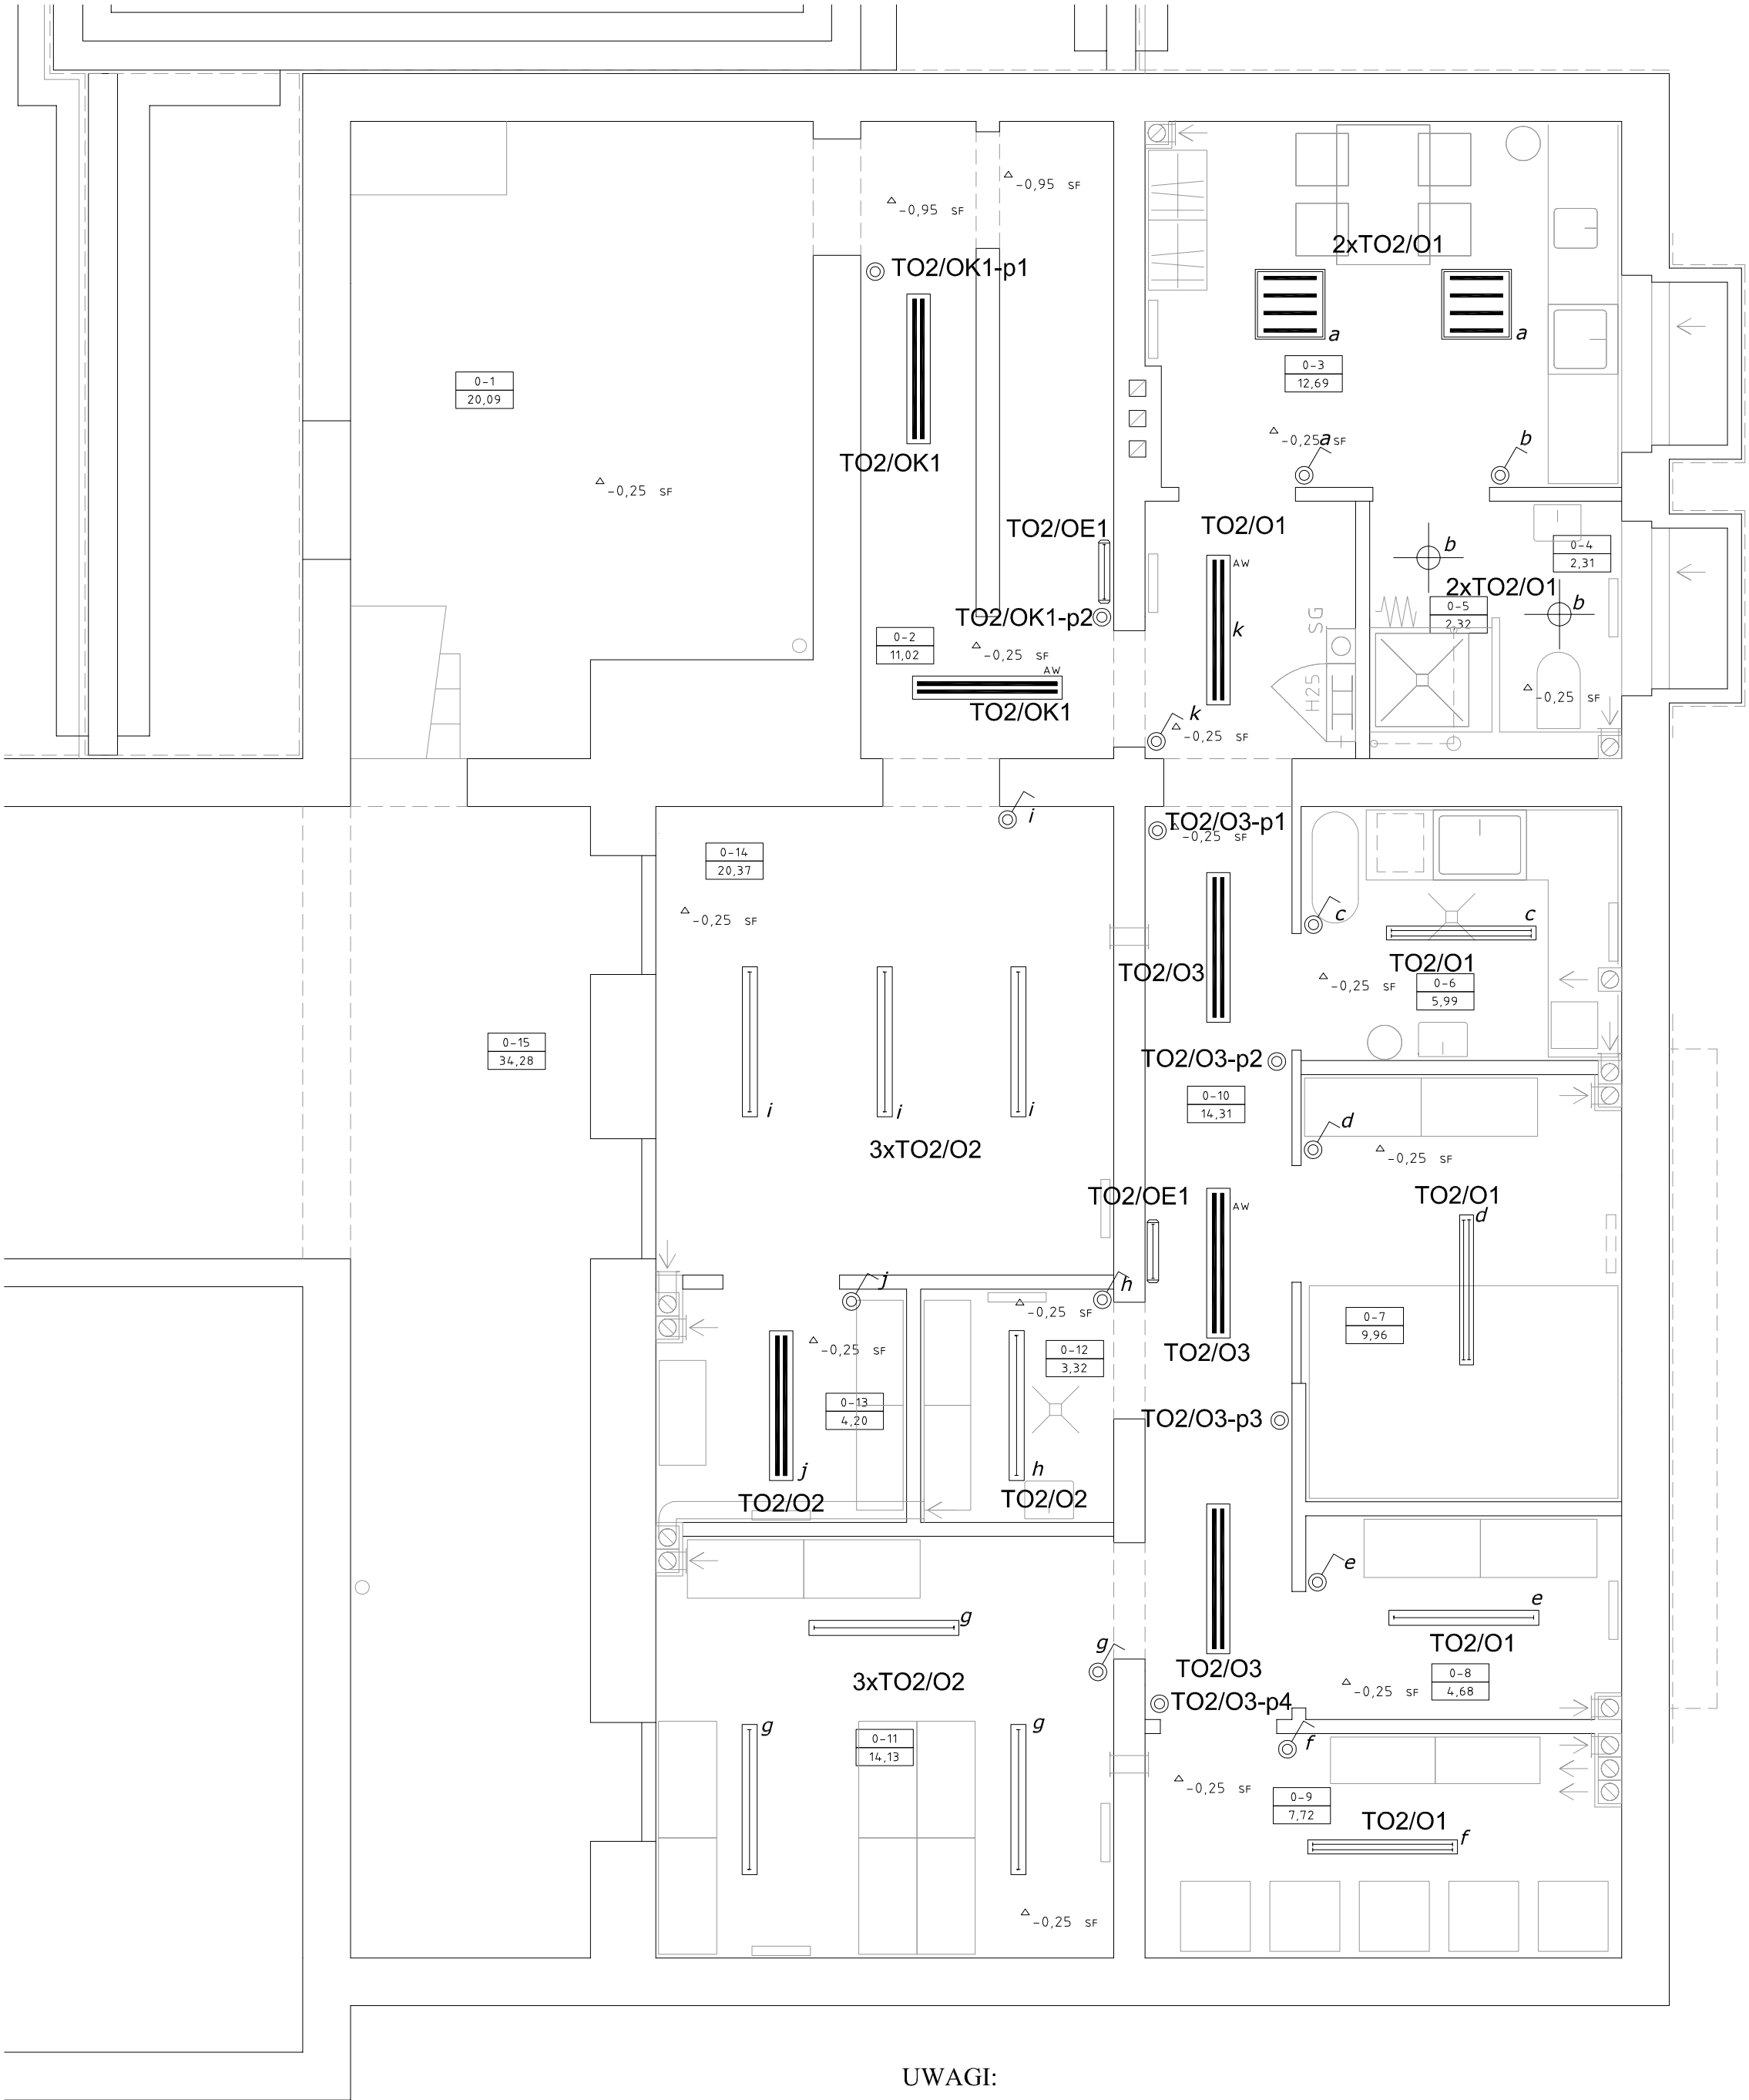 -0,95 SF
-0,95 SF
2xTO2/O1
TO2/OK1-p1
a
a
0-3
12,69
0-1
20,09
-0,25 SF
a
b
TO2/OK1
-0,25 SF
TO2/OE1
TO2/O1
AW
b
0-4
2,31
2xTO2/O1
0-5
2,32
b
TO2/OK1-p2
SG
k
0-2
11,02
-0,25 SF
AW
H25
-0,25 SF
TO2/OK1
k
-0,25 SF
i
TO2/O3-p1
-0,25 SF
0-14
20,37
-0,25 SF
c
c
TO2/O1
TO2/O3
-0,25 SF
0-6
5,99
0-15
34,28
TO2/O3-p2
0-10
14,31
i
i
i
d
3xTO2/O2
-0,25 SF
TO2/OE1
TO2/O1
AW
d
j
h
-0,25 SF
0-7
9,96
-0,25 SF
0-12
3,32
TO2/O3
0-13
4,20
TO2/O3-p3
j
h
TO2/O2
TO2/O2
e
e
g
g
TO2/O1
TO2/O3
3xTO2/O2
0-8
4,68
-0,25 SF
TO2/O3-p4
g
g
f
0-11
14,13
-0,25 SF
0-9
7,72
TO2/O1
f
-0,25 SF
UWAGI: